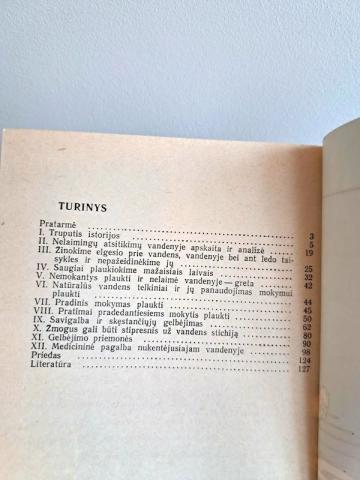 TURINYS
Pratarmė 3
I. Truputis istorijos 5
II. Nelaimingų atsitikimų vandenyje apskaita ir analizė 19
III. Žinokime elgesio prie vandens, vandenyje bei ant ledo tai-
sykles ir nepažeidinėkime jų 25
IV. Saugiai plaukiokime mažaisiais laivais 32
V. Nemokantys plaukti ir nelaimė vandenyje — greta 42
VI. Natūralūs vandens telkiniai ir jų panaudojimas mokymui
plaukti 44
VII. Pradinis mokymas plaukti 45
VIII. Pratimai pradedantiesiems mokytis plaukti 50
IX. Savigalba ir skęstančiųjų gelbėjimas 62
X. Žmogus gali būti stipresnis už vandens stichiją 80
XI. Gelbėjimo priemonės 90
XII. Medicininė pagalba nukentėjusiajam vandenyje 98
Priedas 124
Literatūra 127